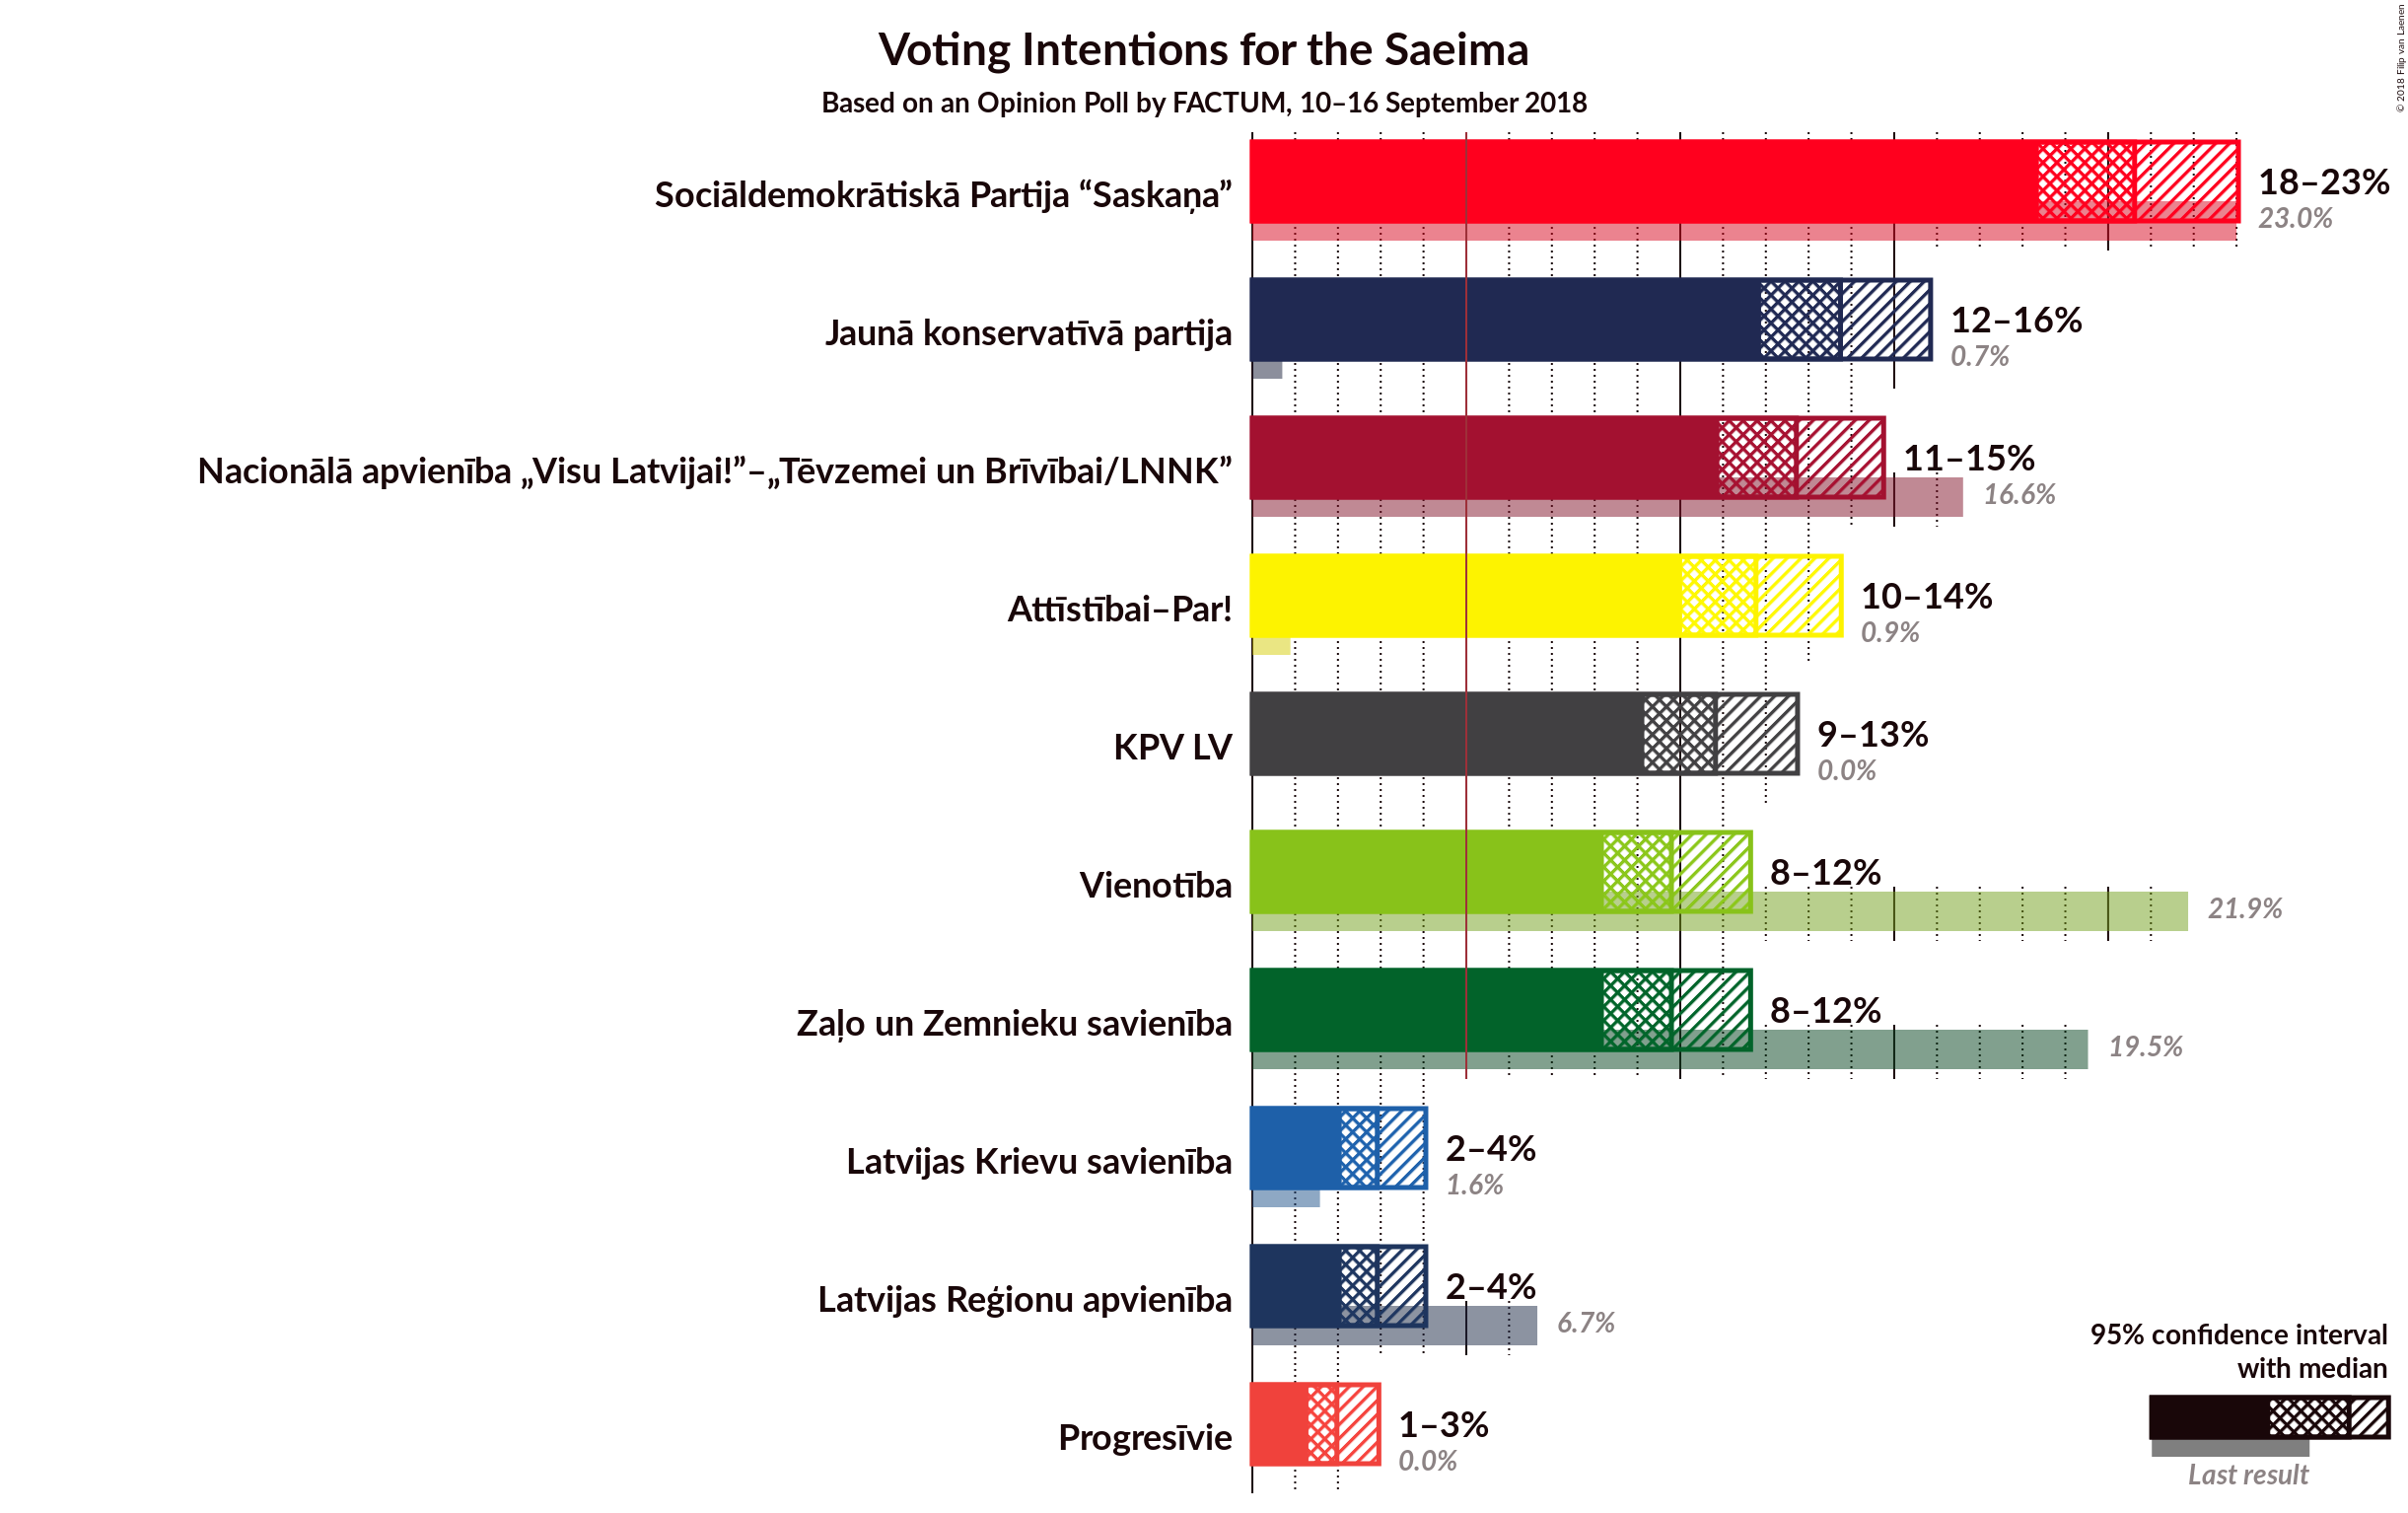 Voting Intentions for the Saeima
Based on an Opinion Poll by FACTUM, 10–16 September 2018
© 2018 Filip van Laenen
Sociāldemokrātiskā Partija “Saskaņa”
18–23%
23.0%
Jaunā konservatīvā partija
12–16%
0.7%
Nacionālā apvienība „Visu Latvijai!”–„Tēvzemei un Brīvībai/LNNK”
11–15%
16.6%
Attīstībai–Par!
10–14%
0.9%
KPV LV
9–13%
0.0%
Vienotība
8–12%
21.9%
Zaļo un Zemnieku savienība
8–12%
19.5%
Latvijas Krievu savienība
2–4%
1.6%
Latvijas Reģionu apvienība
2–4%
6.7%
Progresīvie
1–3%
0.0%
95% confidence interval
with median
Last result